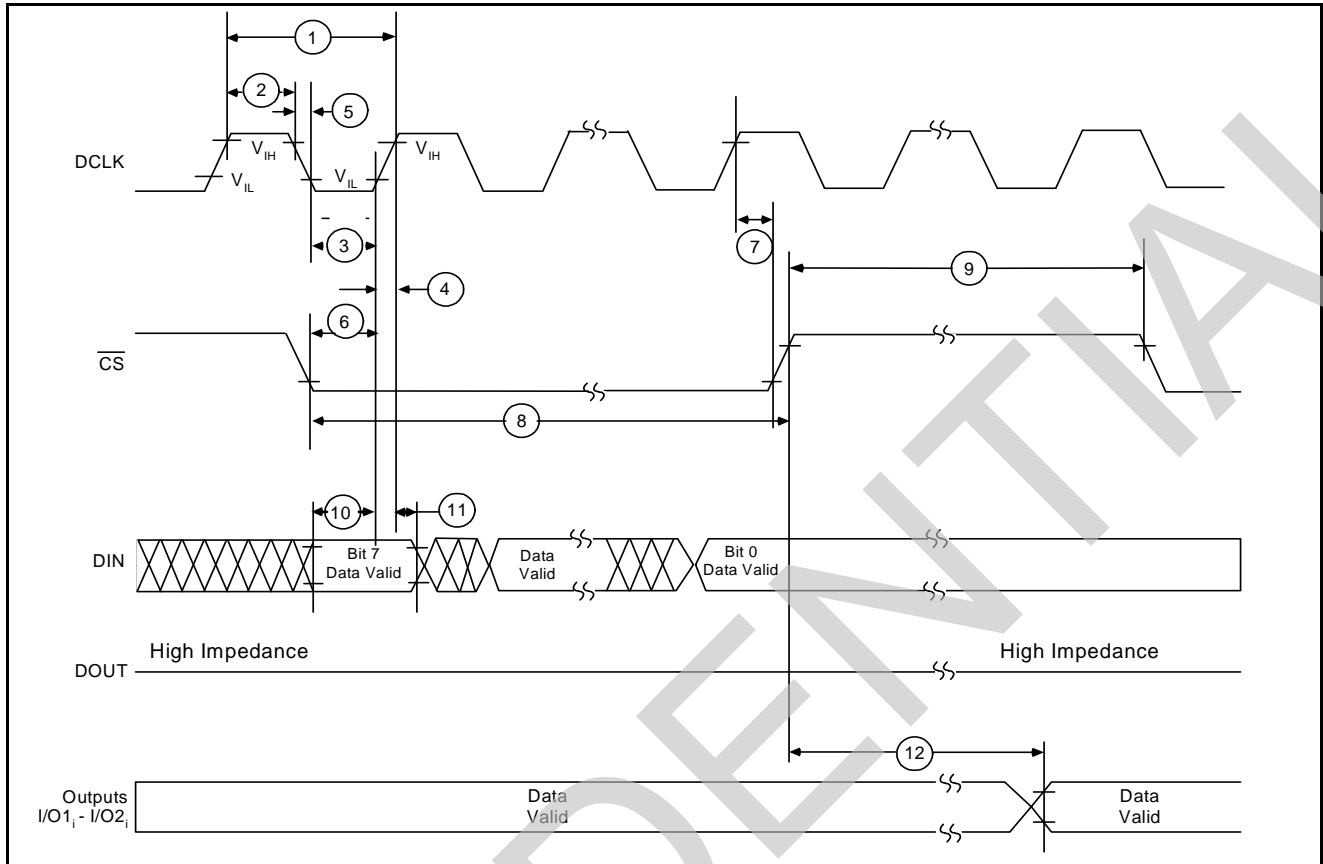 1
2
5
DCLK
V_IH
V_IL
V_IL
V_IH
3
7
9
4
6
CS
8
10
11
DIN
Bit 7
Data Valid
Data
Valid
Bit 0
Data Valid
High Impedance
High Impedance
DOUT
12
Outputs
I/O1_i - I/O2_i
Data
Valid
Data
Valid
DENTIAL